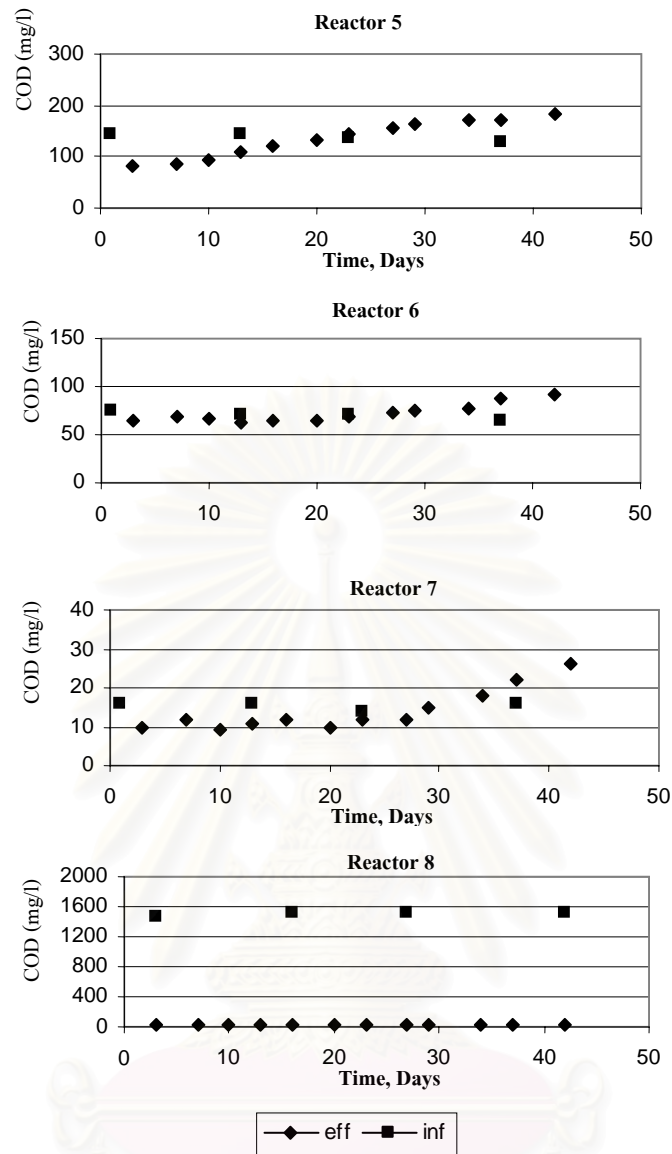 Reactor 5
COD (mg/l)
300
200
100
0
0 10 20 30 40 50
Time, Days
Reactor 6
COD (mg/l)
150
100
50
0
0 10 20 30 40 50
Time, Days
Reactor 7
COD (mg/l)
40
30
20
10
0
0 10 20 30 40 50
Time, Days
Reactor 8
COD (mg/l)
2000
1600
1200
800
400
0
0 10 20 30 40 50
Time, Days
eff inf